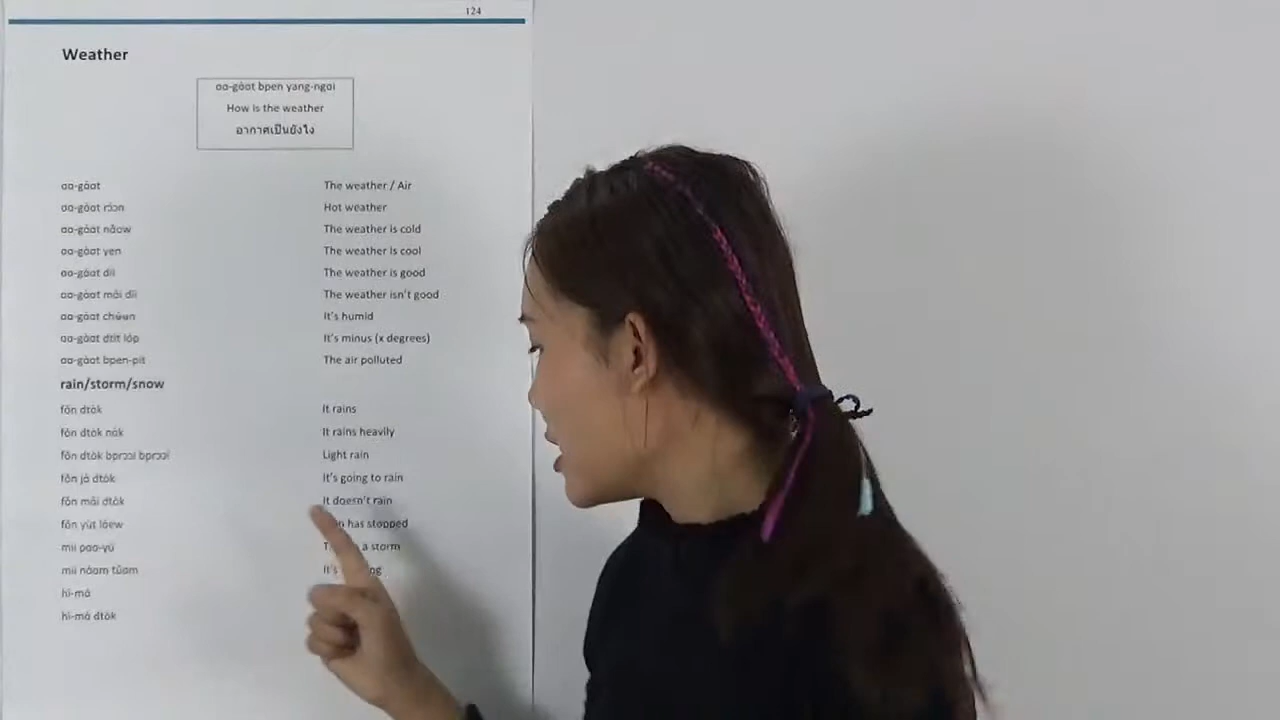 124
Weather
aa-gàat bpen yang-ngai
How is the weather
อากาศเป็นยังไง
aa-gàat The weather / Air
aa-gàat rɔ́ɔn Hot weather
aa-gàat nǎaw The weather is cold
aa-gàat yen The weather is cool
aa-gàat dii The weather is good
aa-gàat mâi dii The weather isn't good
aa-gàat chʉ́ʉn It's humid
aa-gàat dtìt lóp It's minus (x degrees)
aa-gàat bpen-pít The air polluted
rain/storm/snow
fǒn dtòk It rains
fǒn dtòk nàk It rains heavily
fǒn dtòk bprɔɔi bprɔɔi Light rain
fǒn jà dtòk It's going to rain
fǒn mâi dtòk It doesn't rain
fǒn yùt lɛ́ɛw has stopped
mii paa-yú a storm
mii náam tûam It's
hì-má
hì-má dtòk